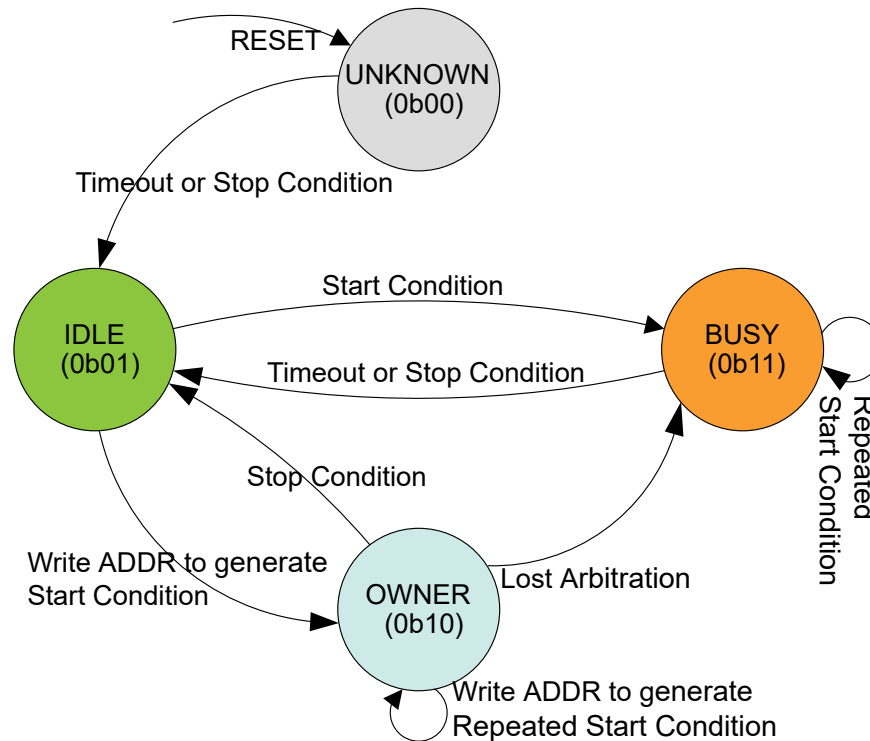 RESET
UNKNOWN
(0b00)
Timeout or Stop Condition
Start Condition
IDLE
(0b01)
BUSY
(0b11)
Timeout or Stop Condition
Repeated
Start Condition
Stop Condition
Write ADDR to generate
Start Condition
Lost Arbitration
OWNER
(0b10)
Write ADDR to generate
Repeated Start Condition